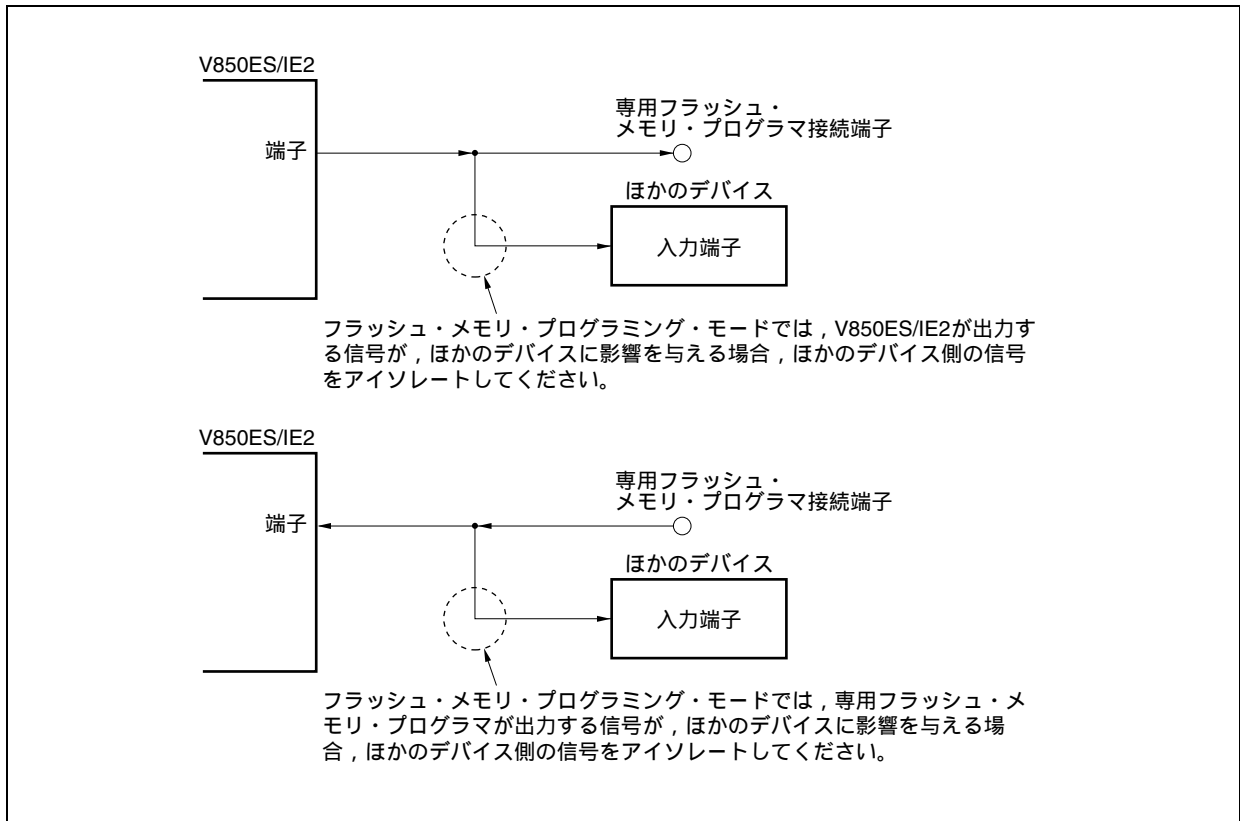 V850ES/IE2
専用フラッシュ・
メモリ・プログラマ接続端子
端子
ほかのデバイス
入力端子
フラッシュ・メモリ・プログラミング・モードでは，V850ES/IE2が出力す
る信号が，ほかのデバイスに影響を与える場合，ほかのデバイス側の信号
をアイソレートしてください。
V850ES/IE2
専用フラッシュ・
メモリ・プログラマ接続端子
端子
ほかのデバイス
入力端子
フラッシュ・メモリ・プログラミング・モードでは，専用フラッシュ・メ
モリ・プログラマが出力する信号が，ほかのデバイスに影響を与える場
合，ほかのデバイス側の信号をアイソレートしてください。